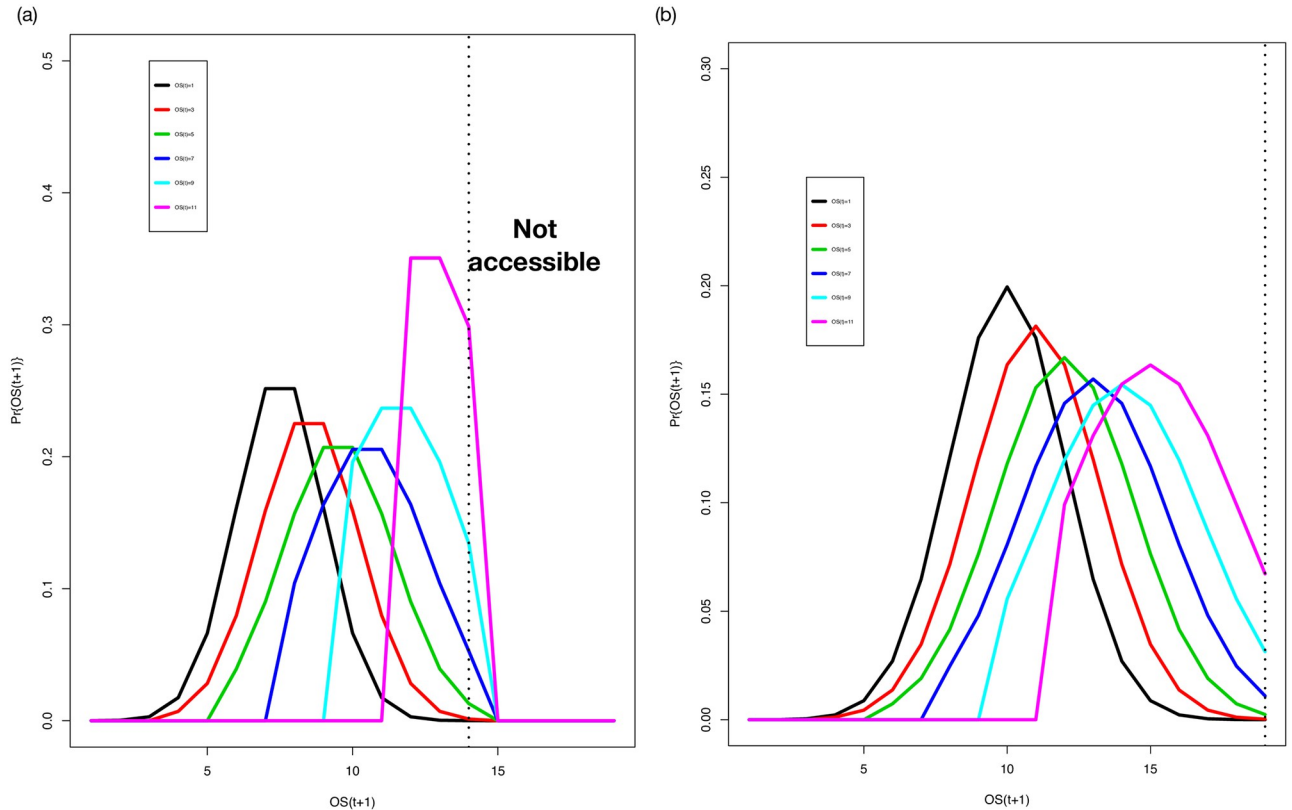 (a)
0.5
0.4
0.3
0.2
0.1
0.0
Pr{OS(t+1)}
OS(t)=1
OS(t)=3
OS(t)=5
OS(t)=7
OS(t)=9
OS(t)=11
Not
accessible
5
10
15
OS(t+1)
(b)
0.30
0.25
0.20
0.15
0.10
0.05
0.00
Pr{OS(t+1)}
OS(t)=1
OS(t)=3
OS(t)=5
OS(t)=7
OS(t)=9
OS(t)=11
5
10
15
OS(t+1)